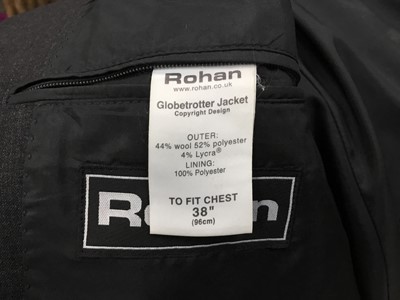 Rohan
www.rohan.co.uk
Globetrotter Jacket
Copyright Design
OUTER:
44% wool 52% polyester
4% Lycra®
LINING:
100% Polyester
TO FIT CHEST
38"
(96cm)
Rohan